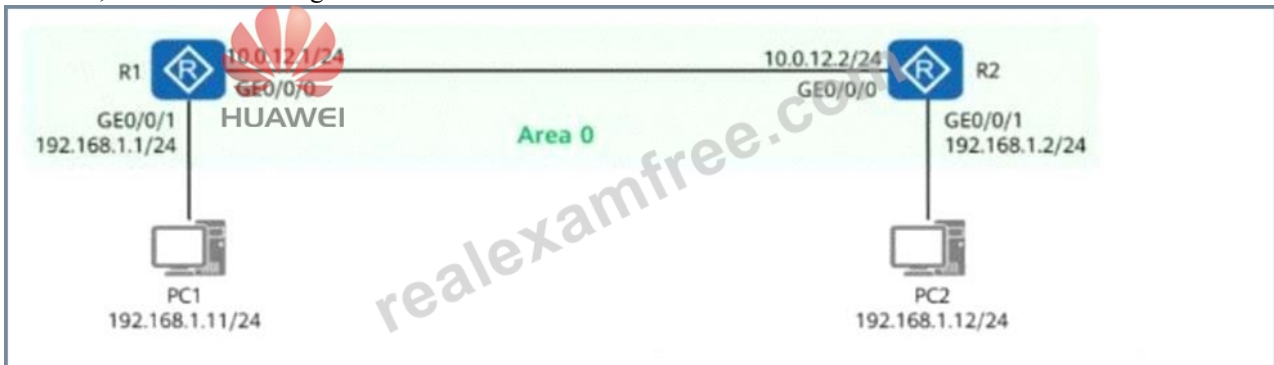 R1
10.0.12.1/24
GE0/0/0
10.0.12.2/24
GE0/0/0
R2
HUAWEI
GE0/0/1
192.168.1.1/24
Area 0
GE0/0/1
192.168.1.2/24
realexamfree.com
PC1
192.168.1.11/24
PC2
192.168.1.12/24